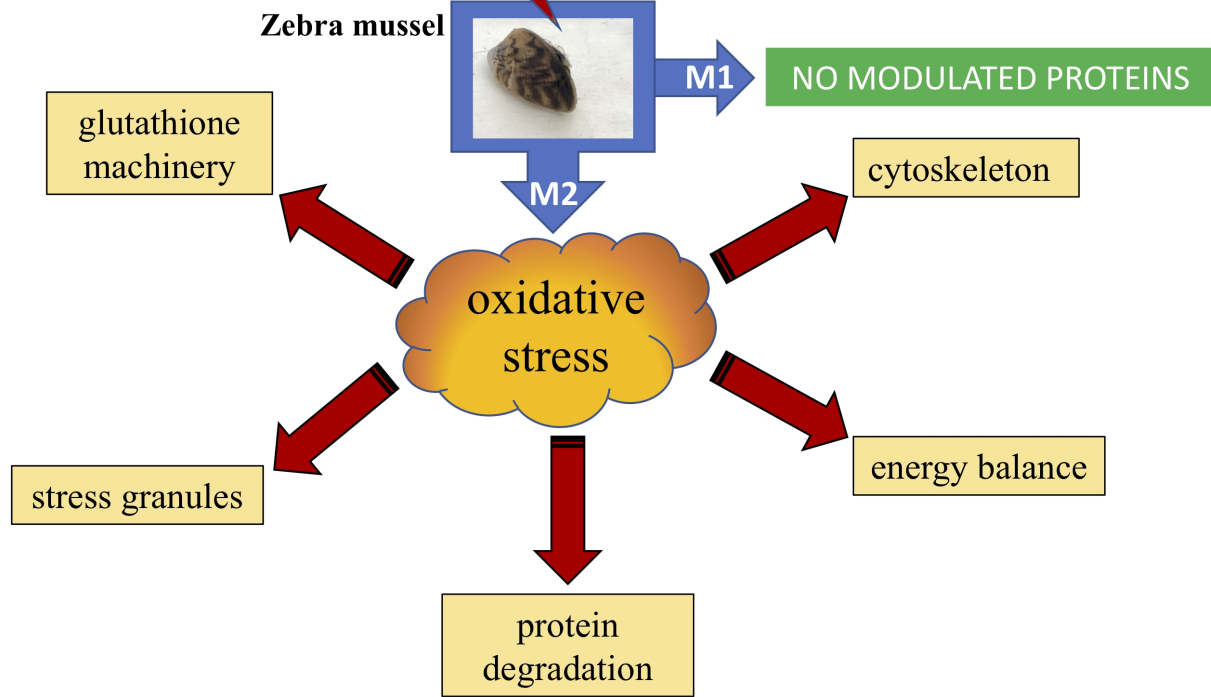 Zebra mussel
M1
NO MODULATED PROTEINS
glutathione
machinery
cytoskeleton
M2
oxidative
stress
stress granules
energy balance
protein
degradation